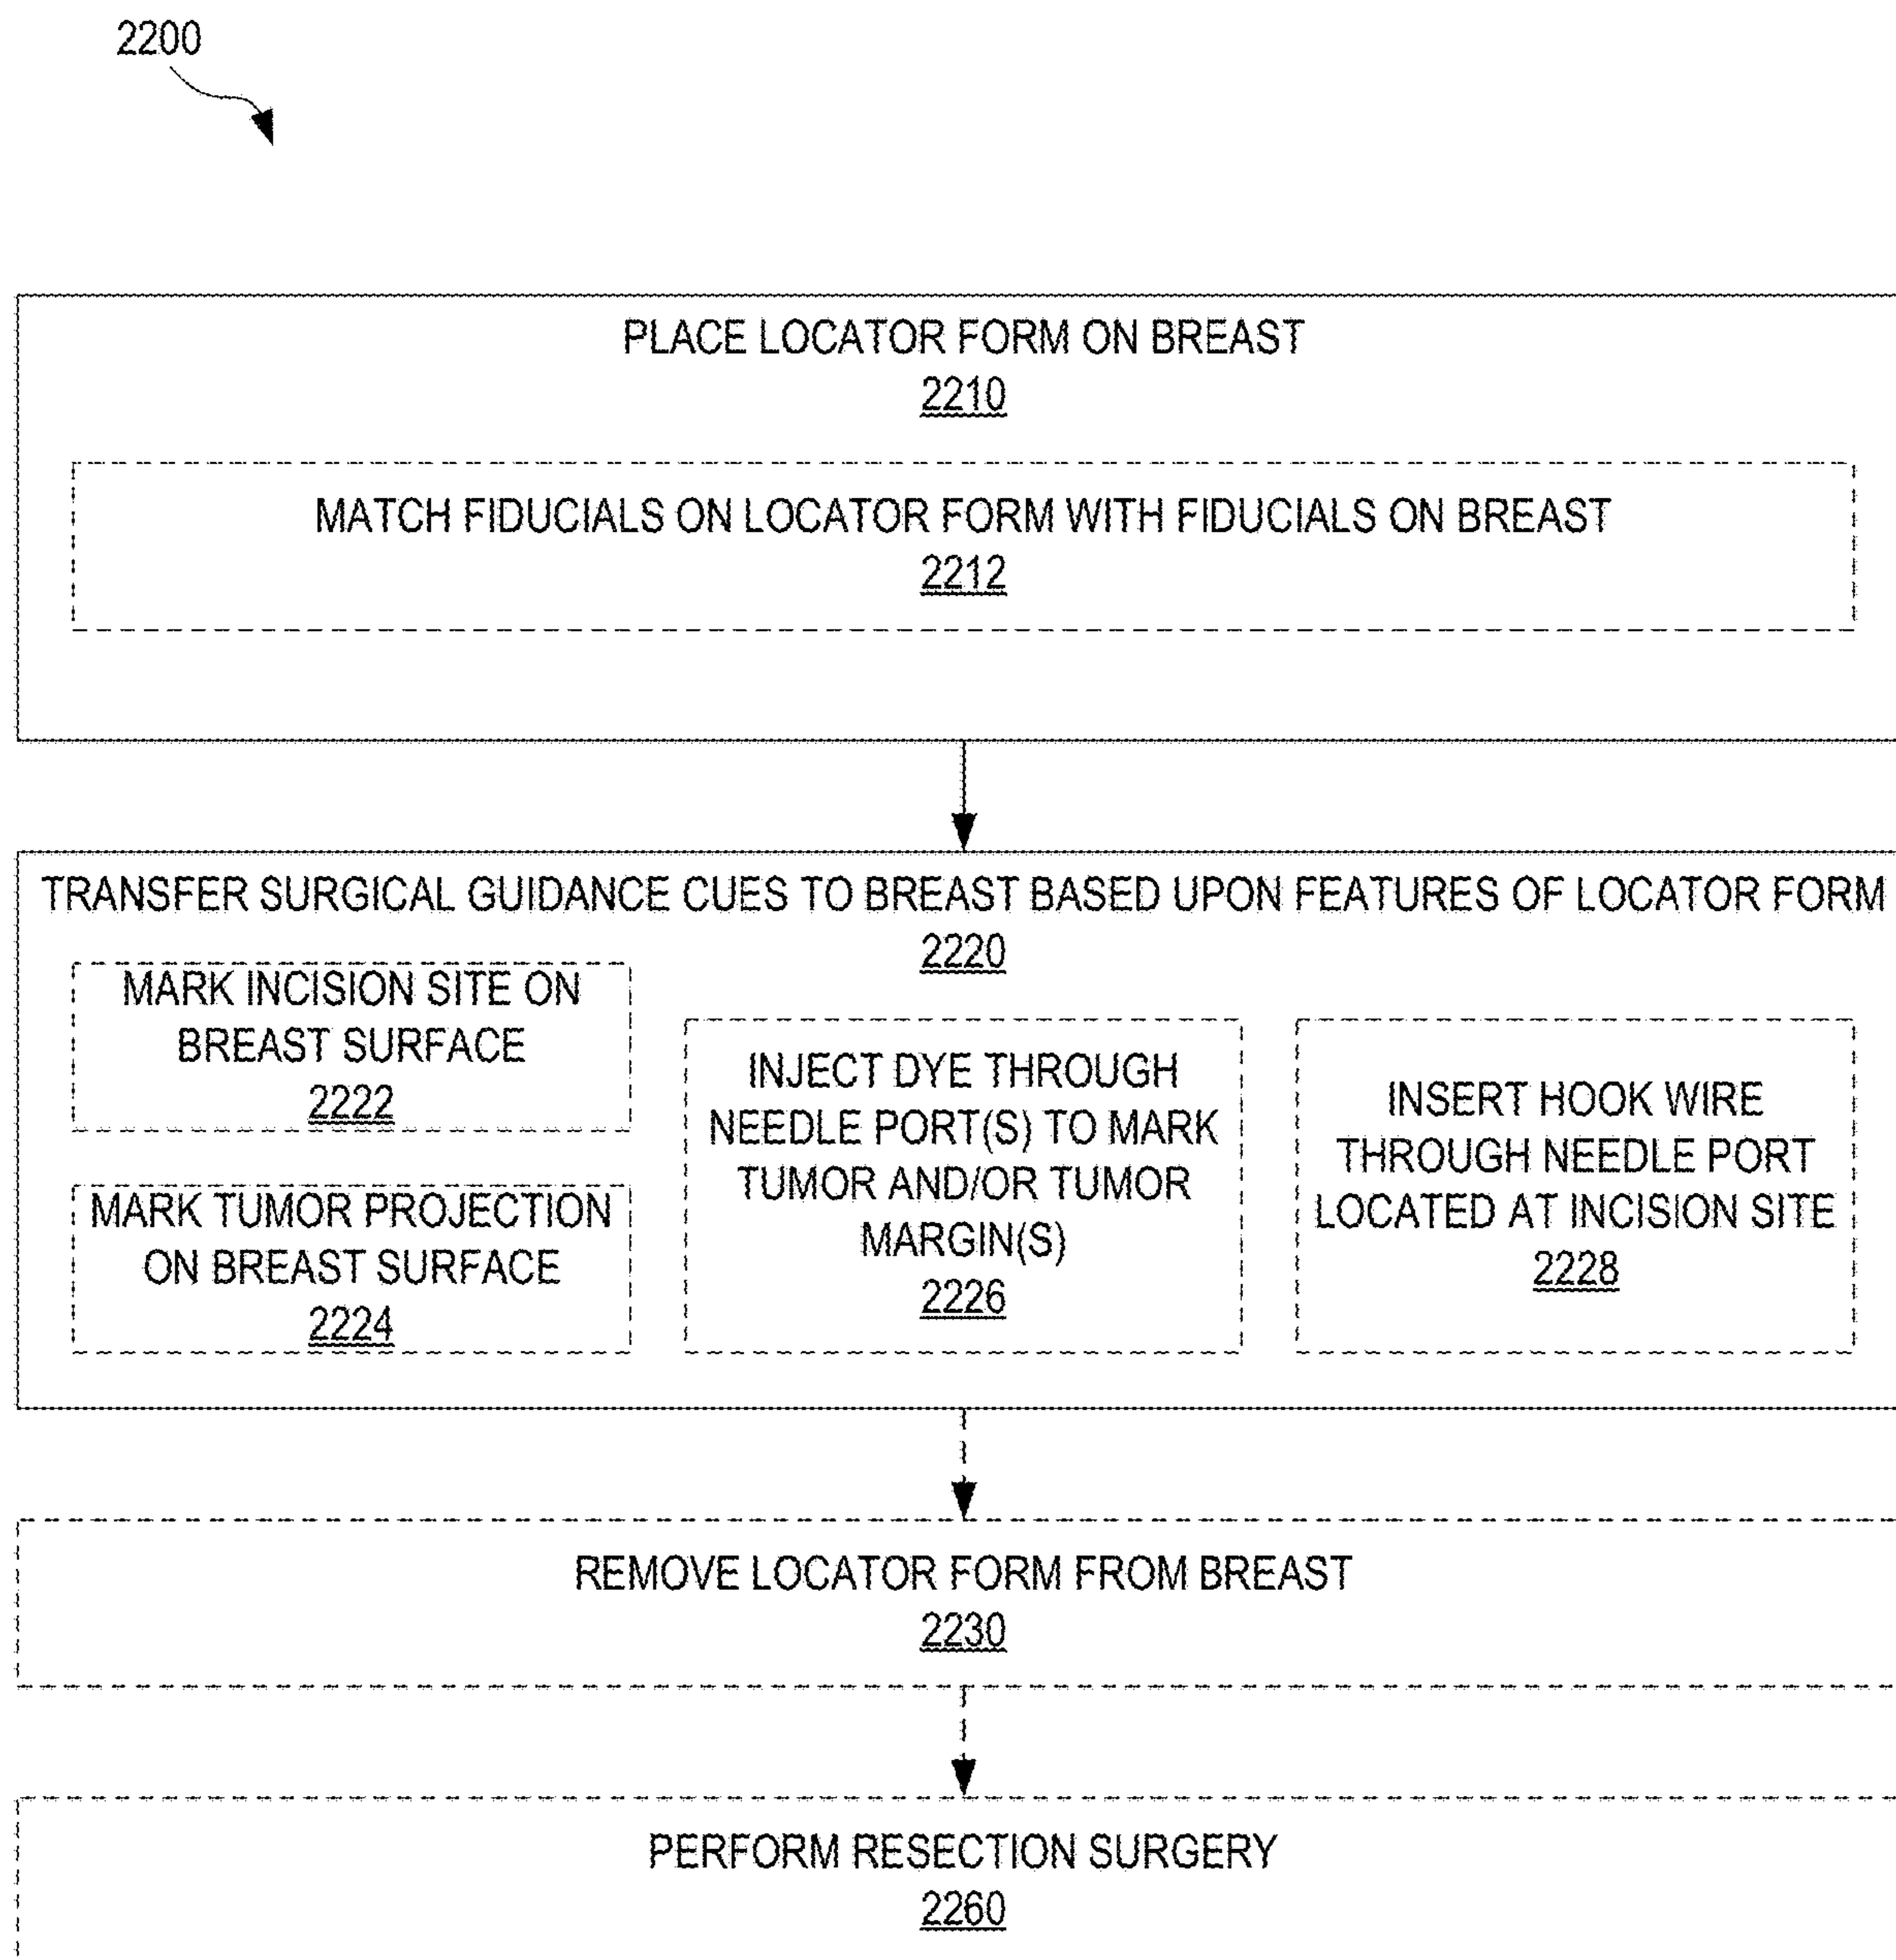 2200
PLACE LOCATOR FORM ON BREAST
2210
MATCH FIDUCIALS ON LOCATOR FORM WITH FIDUCIALS ON BREAST
2212
TRANSFER SURGICAL GUIDANCE CUES TO BREAST BASED UPON FEATURES OF LOCATOR FORM
2220
MARK INCISION SITE ON
BREAST SURFACE
2222
MARK TUMOR PROJECTION
ON BREAST SURFACE
2224
INJECT DYE THROUGH
NEEDLE PORT(S) TO MARK
TUMOR AND/OR TUMOR
MARGIN(S)
2226
INSERT HOOK WIRE
THROUGH NEEDLE PORT
LOCATED AT INCISION SITE
2228
REMOVE LOCATOR FORM FROM BREAST
2230
PERFORM RESECTION SURGERY
2260